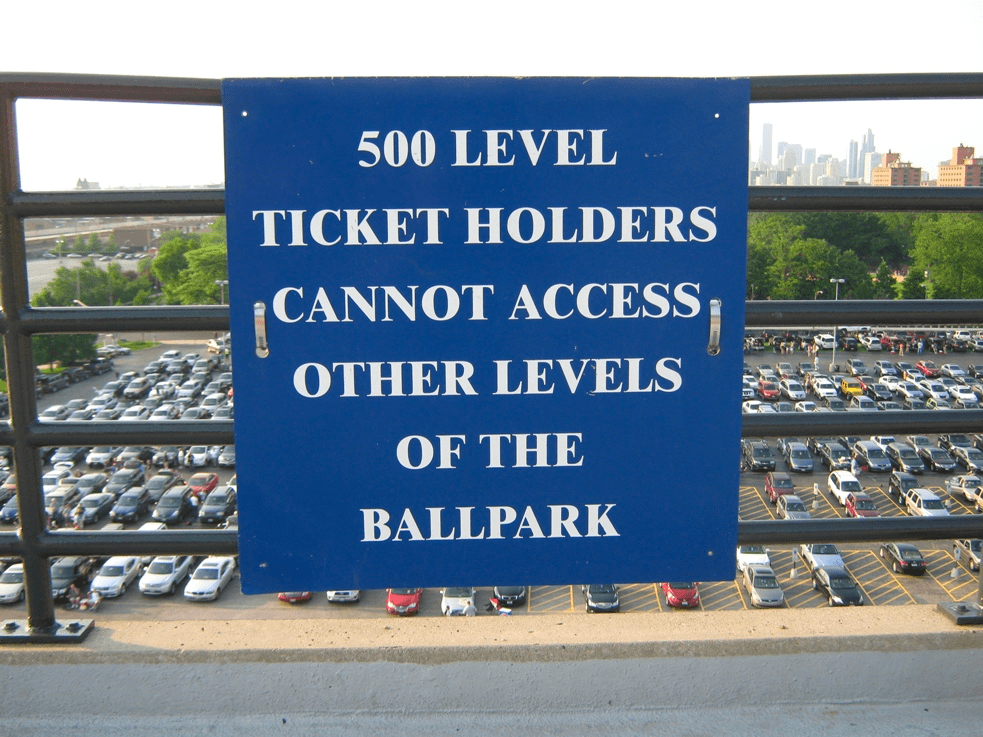 500 LEVEL
TICKET HOLDERS
CANNOT ACCESS
OTHER LEVELS
OF THE
BALLPARK